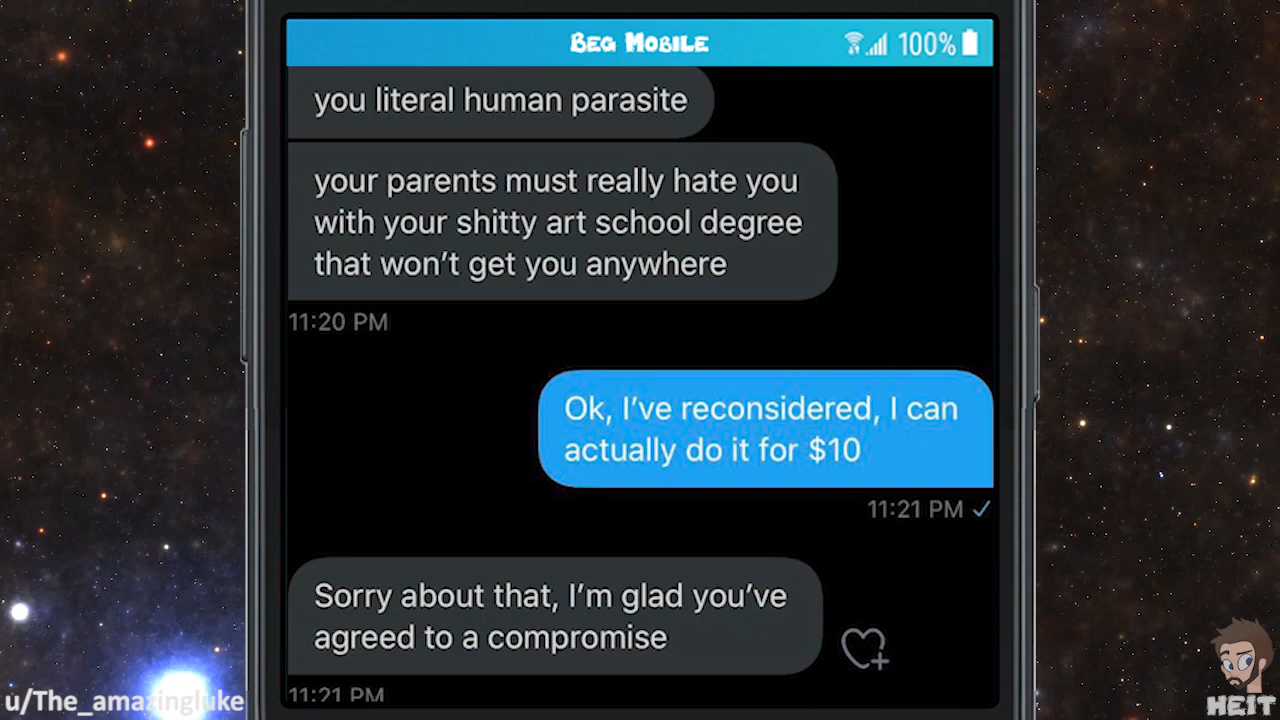 BEG MOBILE
100%
you literal human parasite
your parents must really hate you
with your shitty art school degree
that won't get you anywhere
11:20 PM
Ok, I've reconsidered, I can
actually do it for $10
11:21 PM
Sorry about that, I'm glad you've
agreed to a compromise
11:21 PM
u/The_amazingluke
HEIT